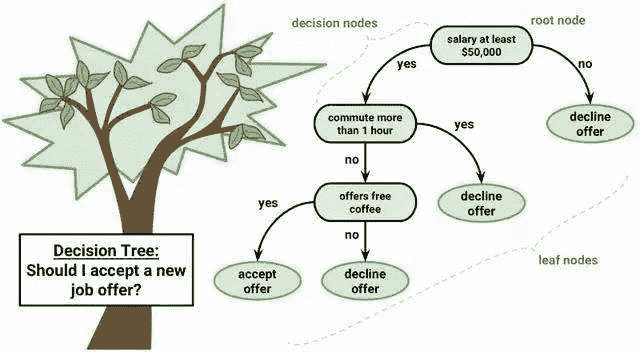 decision nodes
root node
salary at least
$50,000
yes
no
commute more
than 1 hour
decline
offer
yes
no
offers free
coffee
decline
offer
yes
no
leaf nodes
accept
offer
decline
offer
Decision Tree:
Should I accept a new
job offer?